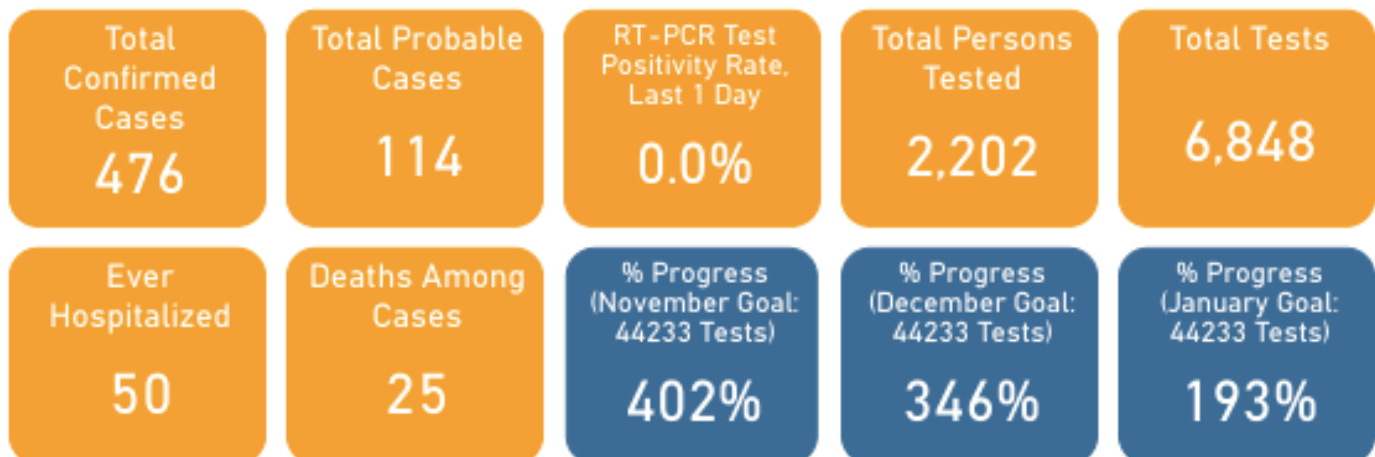 Total
Confirmed
Cases
476
Total Probable
Cases
114
RT-PCR Test
Positivity Rate,
Last 1 Day
0.0%
Total Persons
Tested
2,202
Total Tests
6,848
Ever
Hospitalized
50
Deaths Among
Cases
25
% Progress
(November Goal:
44233 Tests)
402%
% Progress
(December Goal:
44233 Tests)
346%
% Progress
(January Goal:
44233 Tests)
193%